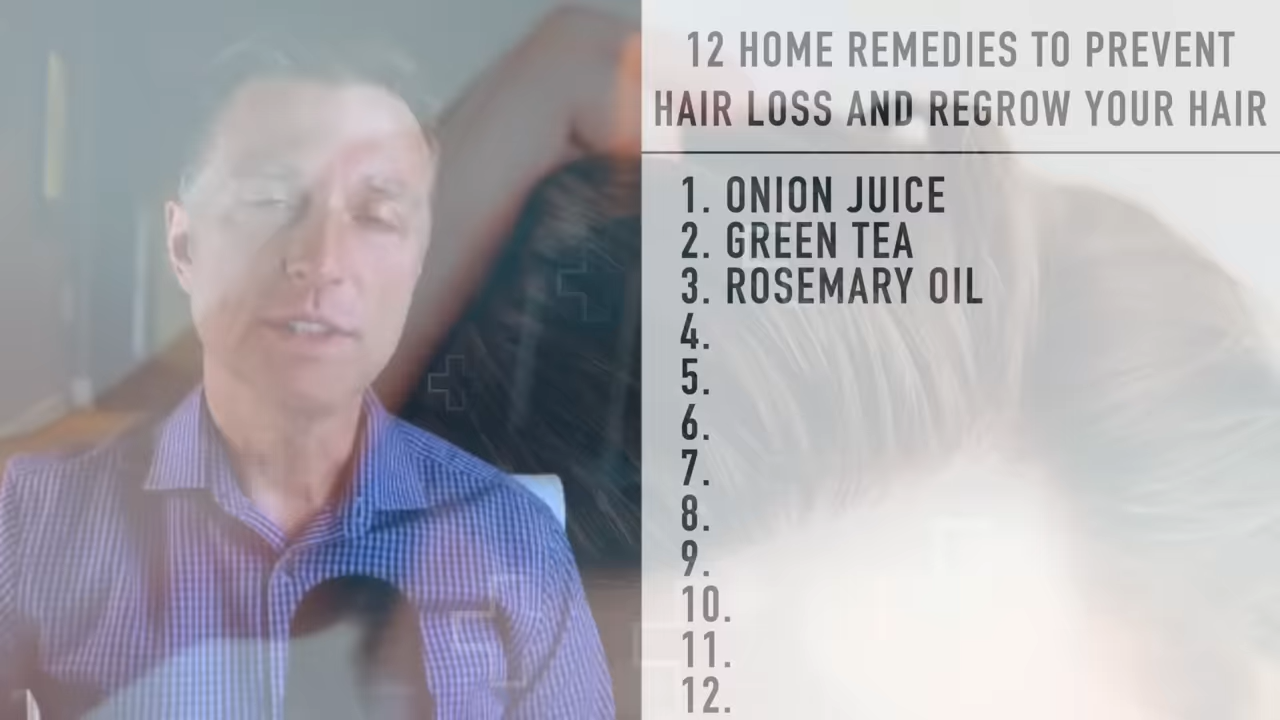 12 HOME REMEDIES TO PREVENT
HAIR LOSS AND REGROW YOUR HAIR
1. ONION JUICE
2. GREEN TEA
3. ROSEMARY OIL
4.
5.
6.
7.
8.
9.
10.
11.
12.